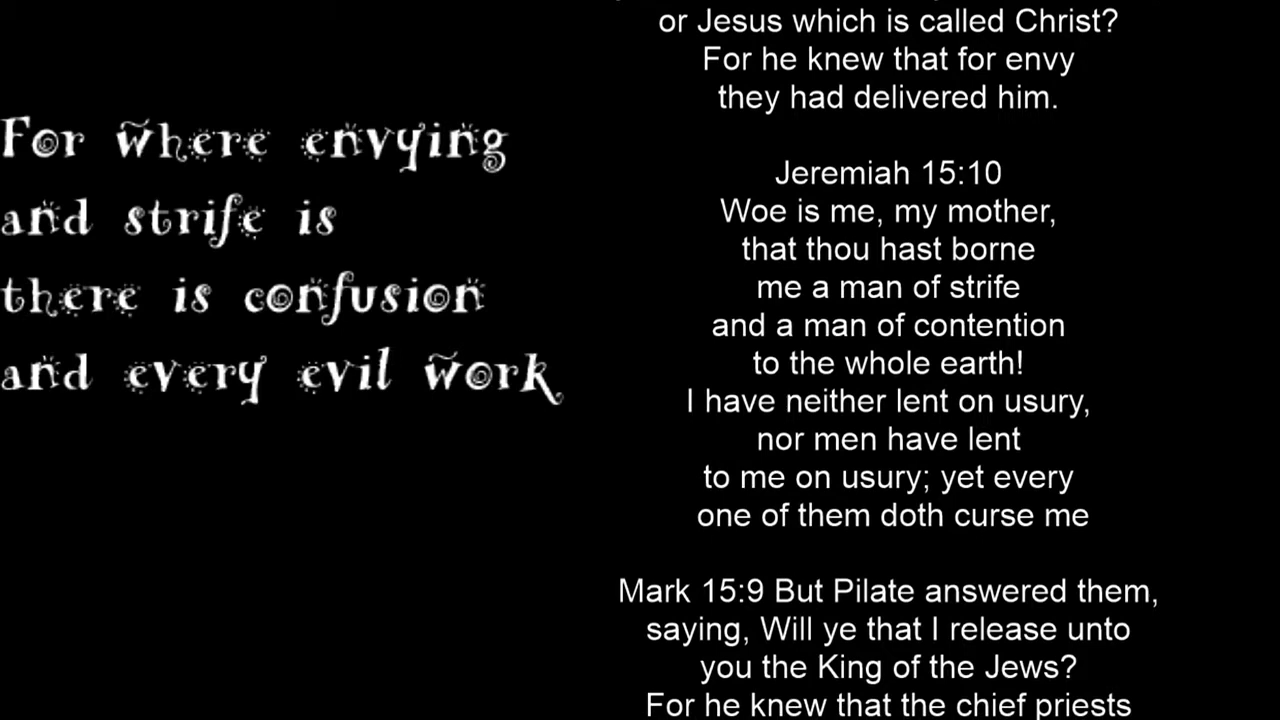 For where envying
and strife is
there is confusion
and every evil work
or Jesus which is called Christ?
For he knew that for envy
they had delivered him.
Jeremiah 15:10
Woe is me, my mother,
that thou hast borne
me a man of strife
and a man of contention
to the whole earth!
I have neither lent on usury,
nor men have lent
to me on usury; yet every
one of them doth curse me
Mark 15:9 But Pilate answered them,
saying, Will ye that I release unto
you the King of the Jews?
For he knew that the chief priests